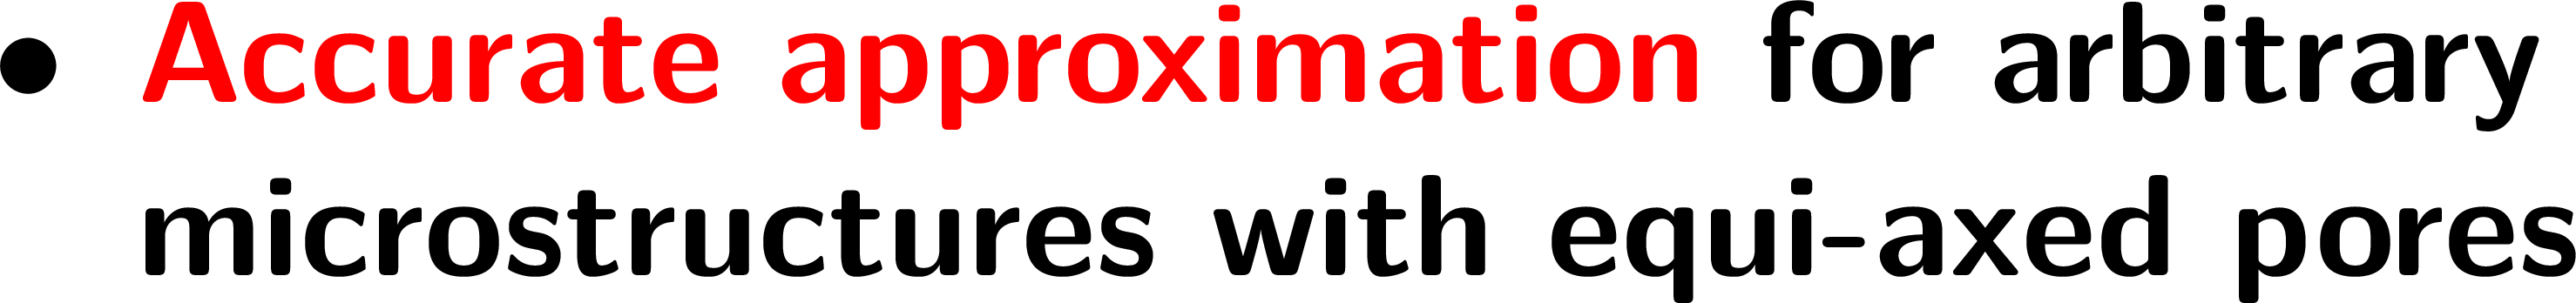 • Accurate approximation for arbitrary
microstructures with equi-axed pores